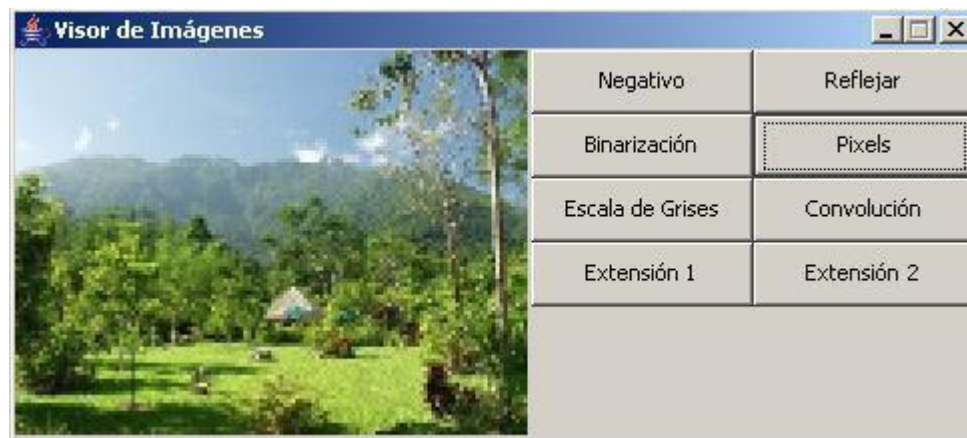 Visor de Imágenes
Negativo
Reflejar
Binarización
Pixels
Escala de Grises
Convolución
Extensión 1
Extensión 2